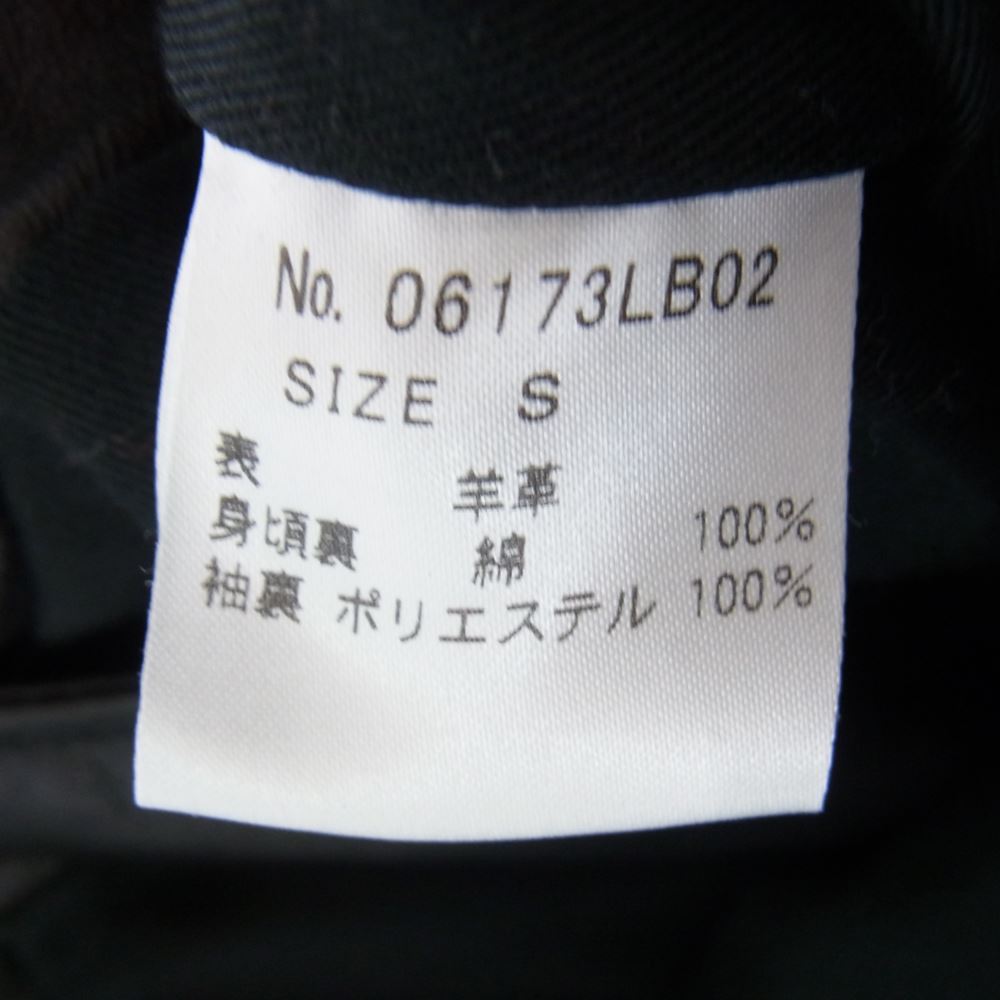 No. 06173LB02
SIZE S
表 羊革
身頃裏 綿 100%
袖裏 ポリエステル 100%